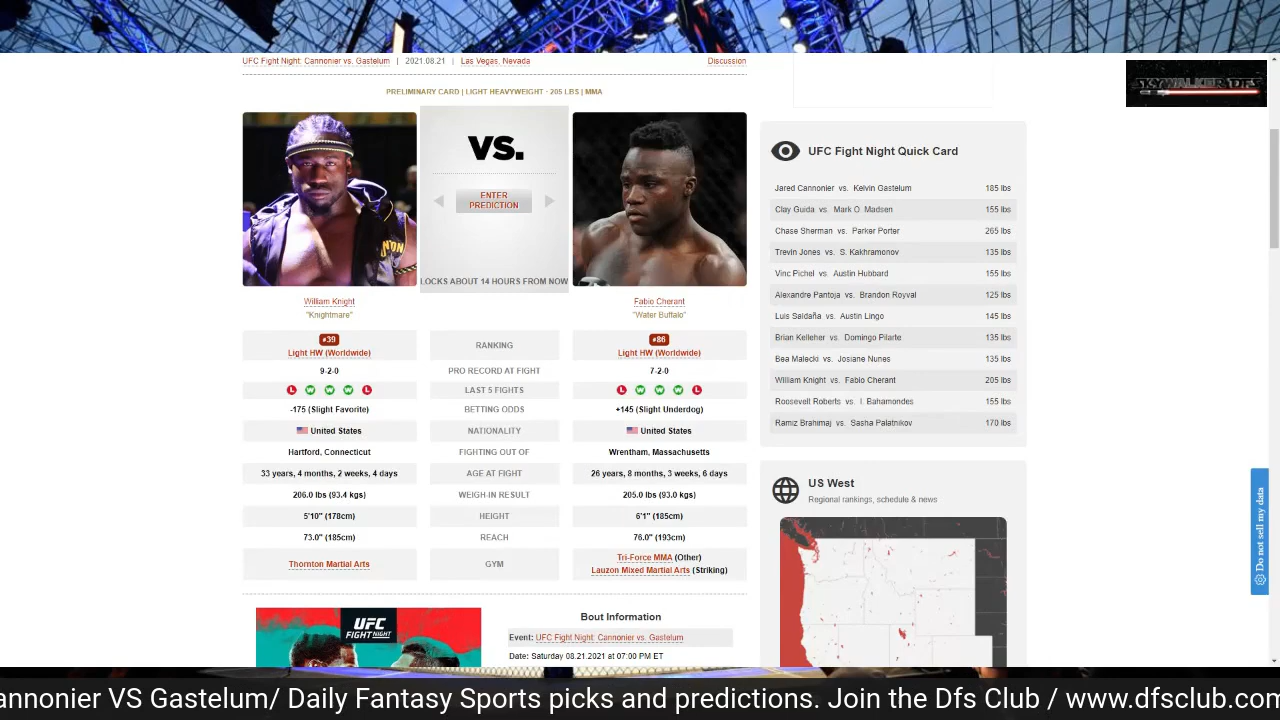 UFC Fight Night: Cannonier vs. Gastelum | 2021.08.21 | Las Vegas, Nevada
Discussion
PRELIMINARY CARD | LIGHT HEAVYWEIGHT · 205 LBS | MMA
SKYWALKER DFS
VS.
ENTER
PREDICTION
LOCKS ABOUT 14 HOURS FROM NOW
William Knight
"Knightmare"
Fabio Cherant
"Water Buffalo"
#39
Light HW (Worldwide)
RANKING
#86
Light HW (Worldwide)
9-2-0 PRO RECORD AT FIGHT 7-2-0
L W W W L LAST 5 FIGHTS L W W W L
-175 (Slight Favorite) BETTING ODDS +145 (Slight Underdog)
United States NATIONALITY United States
Hartford, Connecticut FIGHTING OUT OF Wrentham, Massachusetts
33 years, 4 months, 2 weeks, 4 days AGE AT FIGHT 26 years, 8 months, 3 weeks, 6 days
206.0 lbs (93.4 kgs) WEIGH-IN RESULT 205.0 lbs (93.0 kgs)
5'10" (178cm) HEIGHT 6'1" (185cm)
73.0" (185cm) REACH 76.0" (193cm)
Thornton Martial Arts GYM Tri-Force MMA (Other)
Lauzon Mixed Martial Arts (Striking)
UFC
FIGHT NIGHT
Bout Information
Event: UFC Fight Night: Cannonier vs. Gastelum
Date: Saturday 08.21.2021 at 07:00 PM ET
UFC Fight Night Quick Card
Jared Cannonier vs. Kelvin Gastelum 185 lbs
Clay Guida vs. Mark O. Madsen 155 lbs
Chase Sherman vs. Parker Porter 265 lbs
Trevin Jones vs. S. Kakhramonov 135 lbs
Vinc Pichel vs. Austin Hubbard 155 lbs
Alexandre Pantoja vs. Brandon Royval 125 lbs
Luis Saldaña vs. Austin Lingo 145 lbs
Brian Kelleher vs. Domingo Pilarte 135 lbs
Bea Malecki vs. Josiane Nunes 135 lbs
William Knight vs. Fabio Cherant 205 lbs
Roosevelt Roberts vs. I. Bahamondes 155 lbs
Ramiz Brahimaj vs. Sasha Palatnikov 170 lbs
US West
Regional rankings, schedule & news
Do not sell my data
annonier VS Gastelum/ Daily Fantasy Sports picks and predictions. Join the Dfs Club / www.dfsclub.com